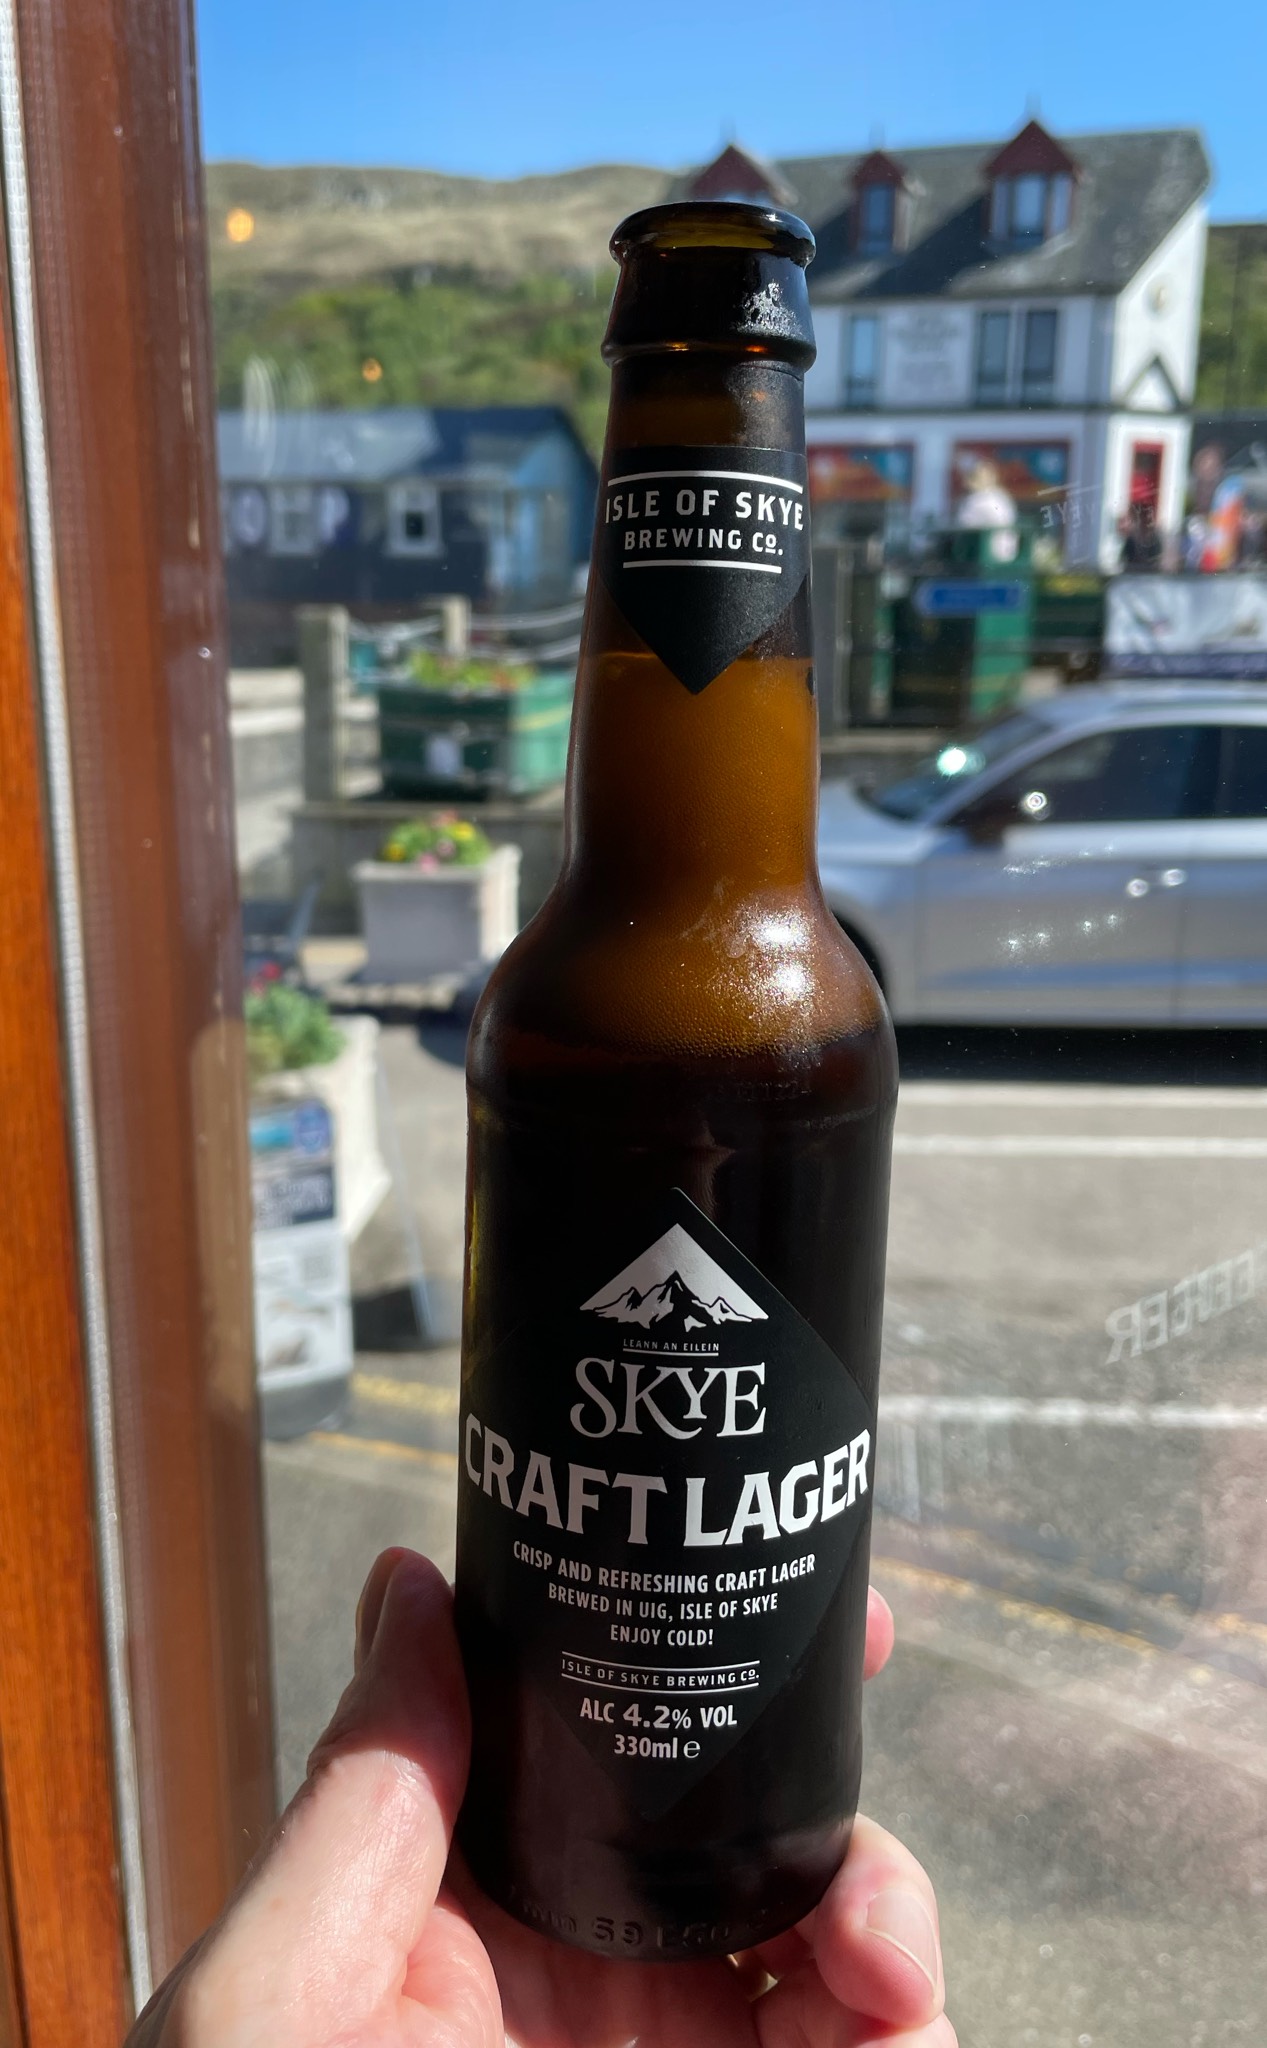 ISLE OF SKYE
BREWING Co.
LEANN AN EILEIN
SKYE
CRAFT LAGER
CRISP AND REFRESHING CRAFT LAGER
BREWED IN UIG, ISLE OF SKYE
ENJOY COLD!
ISLE OF SKYE BREWING Co.
ALC 4.2% VOL
330ml ℮